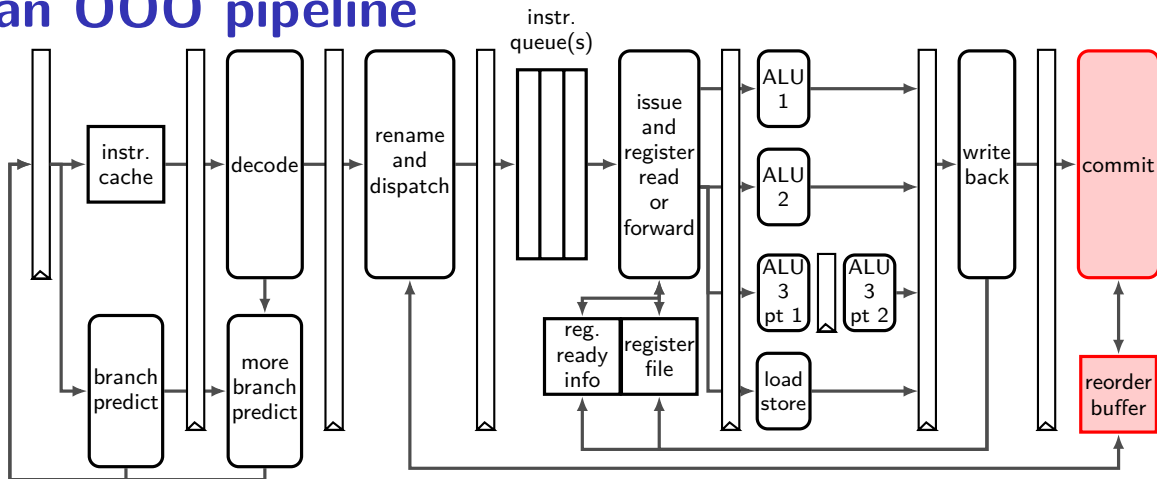 an OOO pipeline
instr.
queue(s)
instr.
cache
decode
rename
and
dispatch
issue
and
register
read
or
forward
ALU
1
ALU
2
ALU
3
pt 1
ALU
3
pt 2
load
store
write
back
commit
branch
predict
more
branch
predict
reg.
ready
info
register
file
reorder
buffer